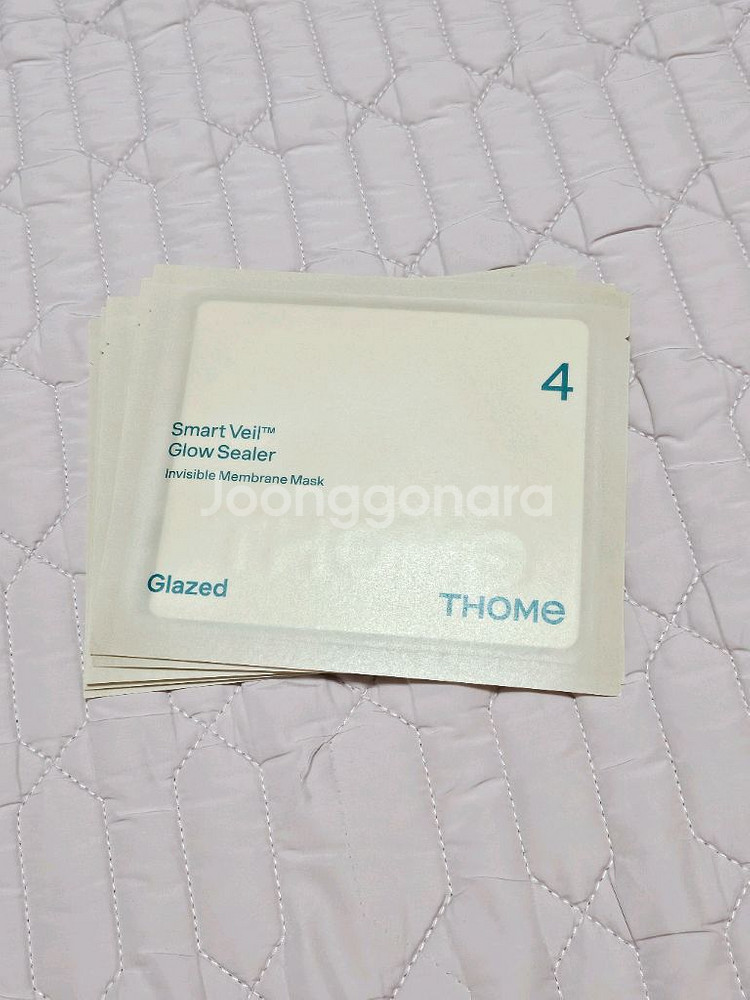 4
Smart Veil™
Glow Sealer
Invisible Membrane Mask
Joonggonara
Glazed
THOMe